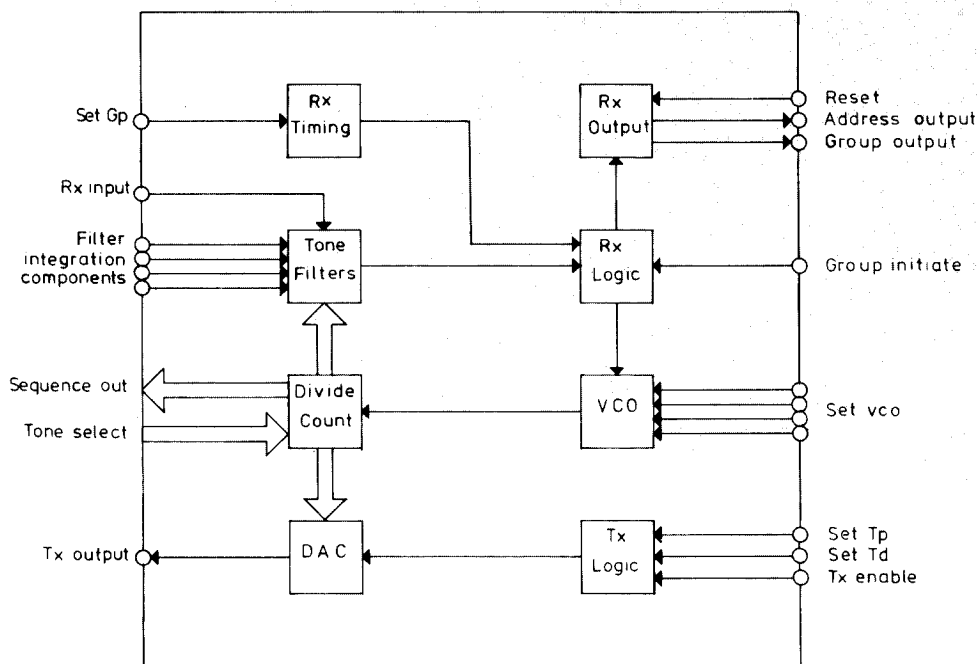 Set Gp
Rx input
Filter
integration
components
Sequence out
Tone select
Tx output
Rx
Timing
Tone
Filters
Divide
Count
DAC
Rx
Output
Rx
Logic
VCO
Tx
Logic
Reset
Address output
Group output
Group initiate
Set vco
Set Tp
Set Td
Tx enable